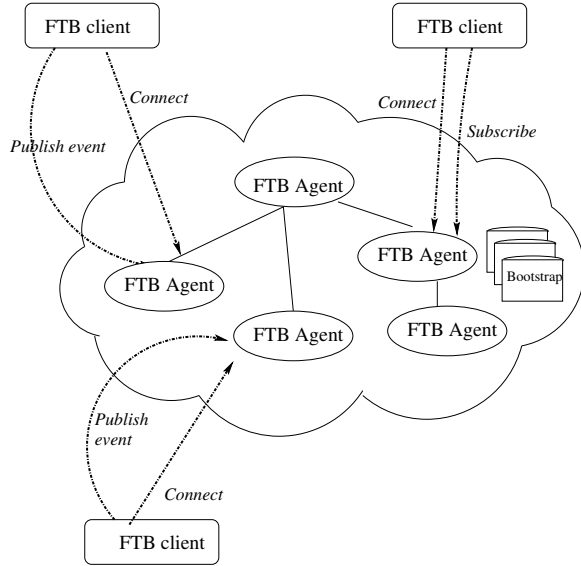 FTB client
FTB client
Connect
Connect
Subscribe
Publish event
FTB Agent
FTB Agent
FTB Agent
Bootstrap
FTB Agent
FTB Agent
Publish
event
Connect
FTB client